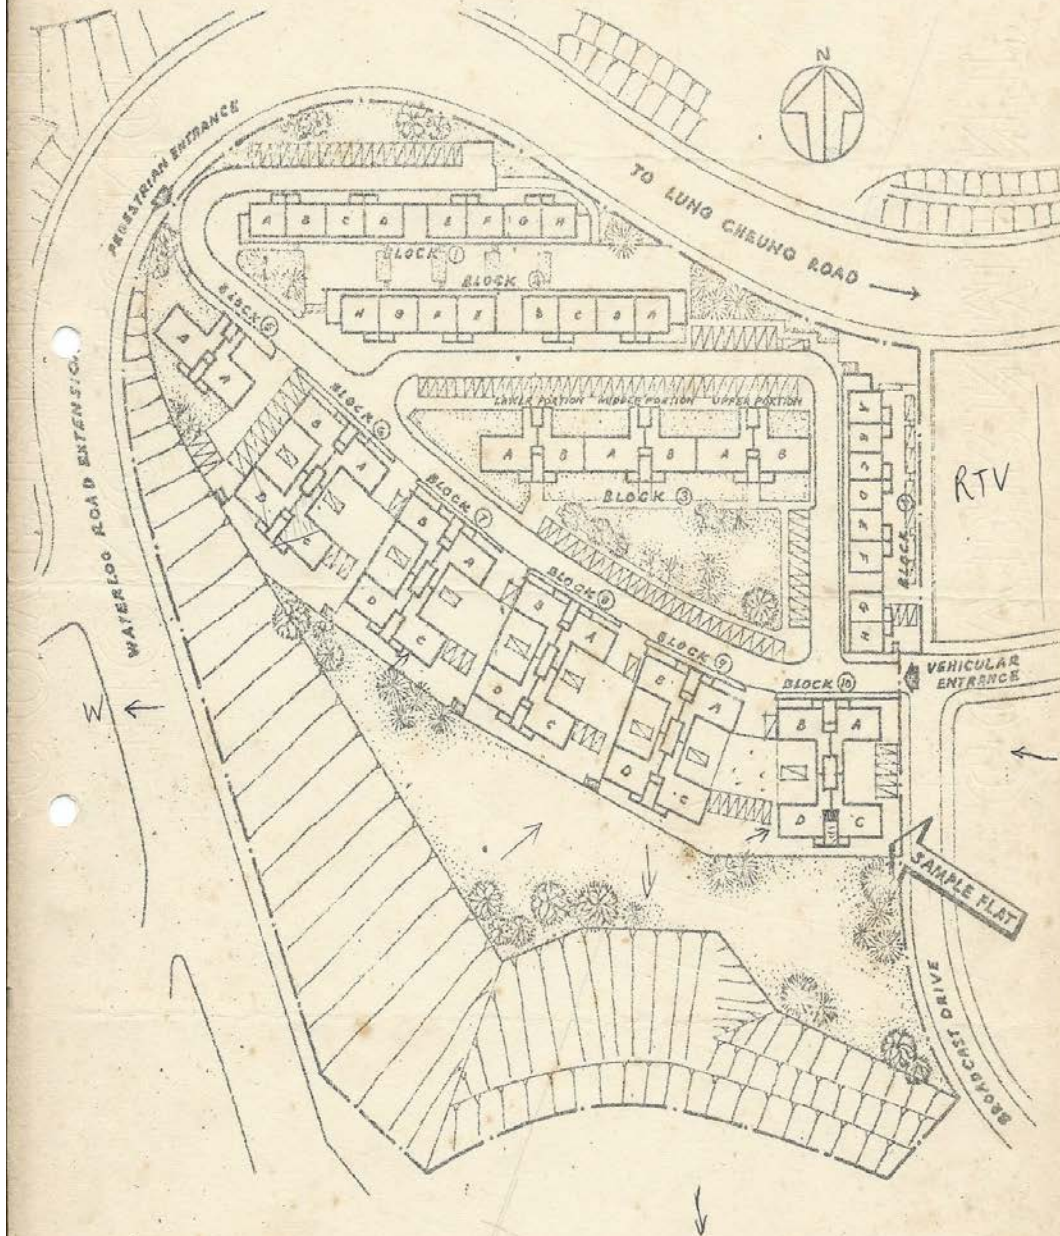 N
PEDESTRIAN ENTRANCE
TO LUNG CHEUNG ROAD
A B C D E F G H
BLOCK 1
BLOCK 4
H G F E D C B A
BLOCK 5
B
A
WATERLOO ROAD EXTENSION
BLOCK 6
B
A
D
C
LOWER PORTION MIDDLE PORTION UPPER PORTION
A B A B A B
BLOCK 3
BLOCK 7
B
A
D
C
A
B
C
D
E
F
G
H
BLOCK
RTV
BLOCK 8
B
A
D
C
BLOCK 9
B
A
D
C
BLOCK 10
B A
D C
VEHICULAR
ENTRANCE
W
SAMPLE FLAT
BROADCAST DRIVE